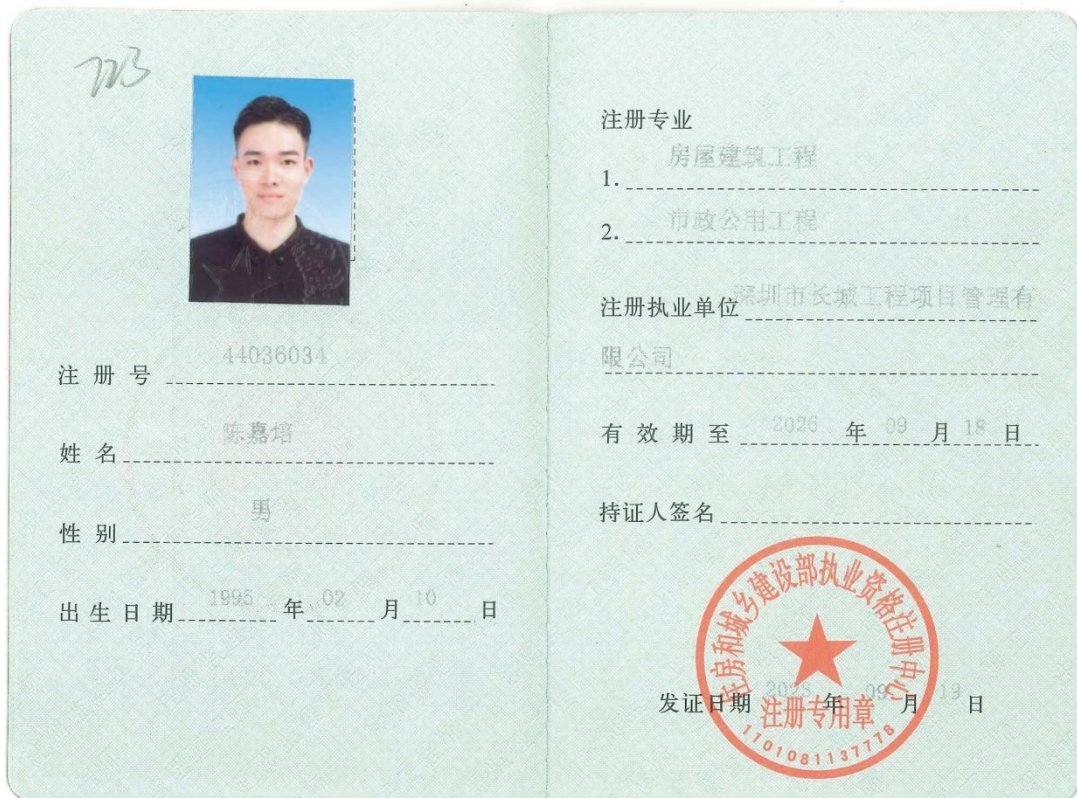 注册号 44036034
姓名 陈嘉培
性别 男
出生日期 1995 年 02 月 10 日
注册专业
1. 房屋建筑工程
2. 市政公用工程
注册执业单位 深圳市长城工程项目管理有
限公司
有效期至 2026 年 09 月 18 日
持证人签名
住房和城乡建设部执业资格注册中心
发证日期 2023 年 09 月 19 日
注册专用章
1101081137778